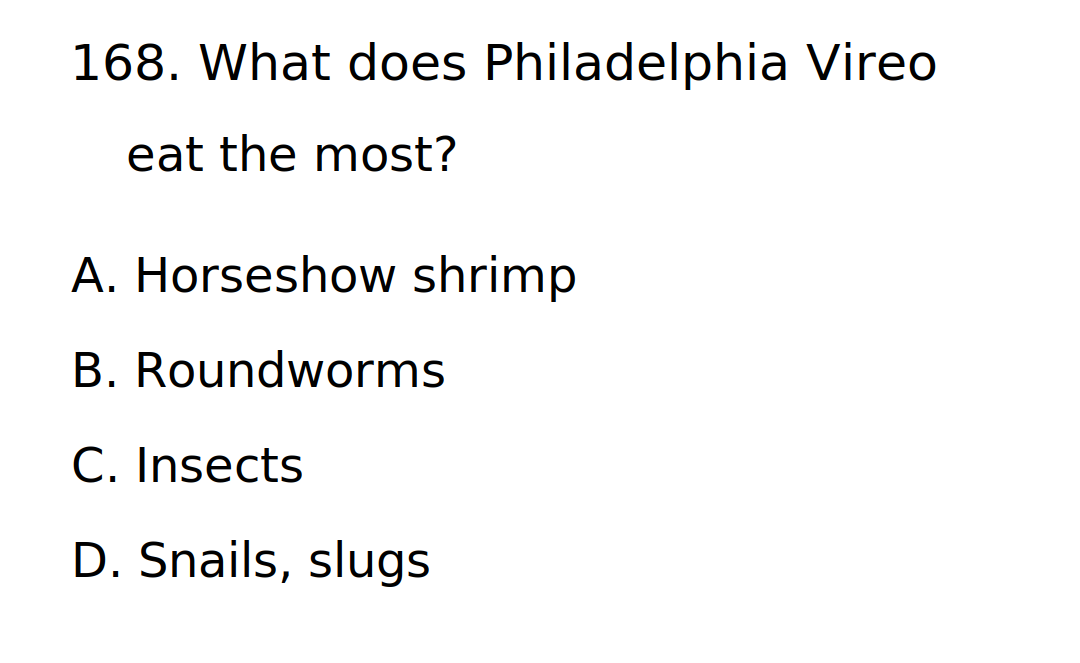 168. What does Philadelphia Vireo
eat the most?
A. Horseshow shrimp
B. Roundworms
C. Insects
D. Snails, slugs